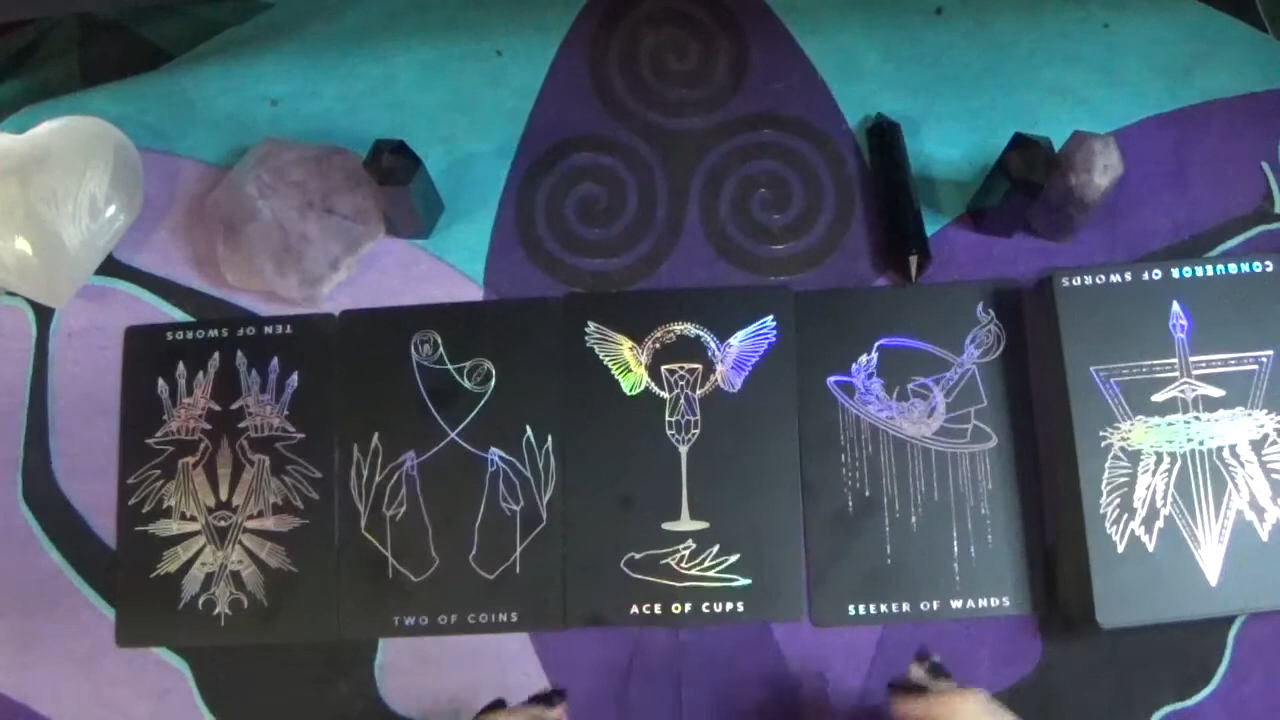 TEN OF SWORDS
TWO OF COINS
ACE OF CUPS
SEEKER OF WANDS
CONQUEROR OF SWORDS